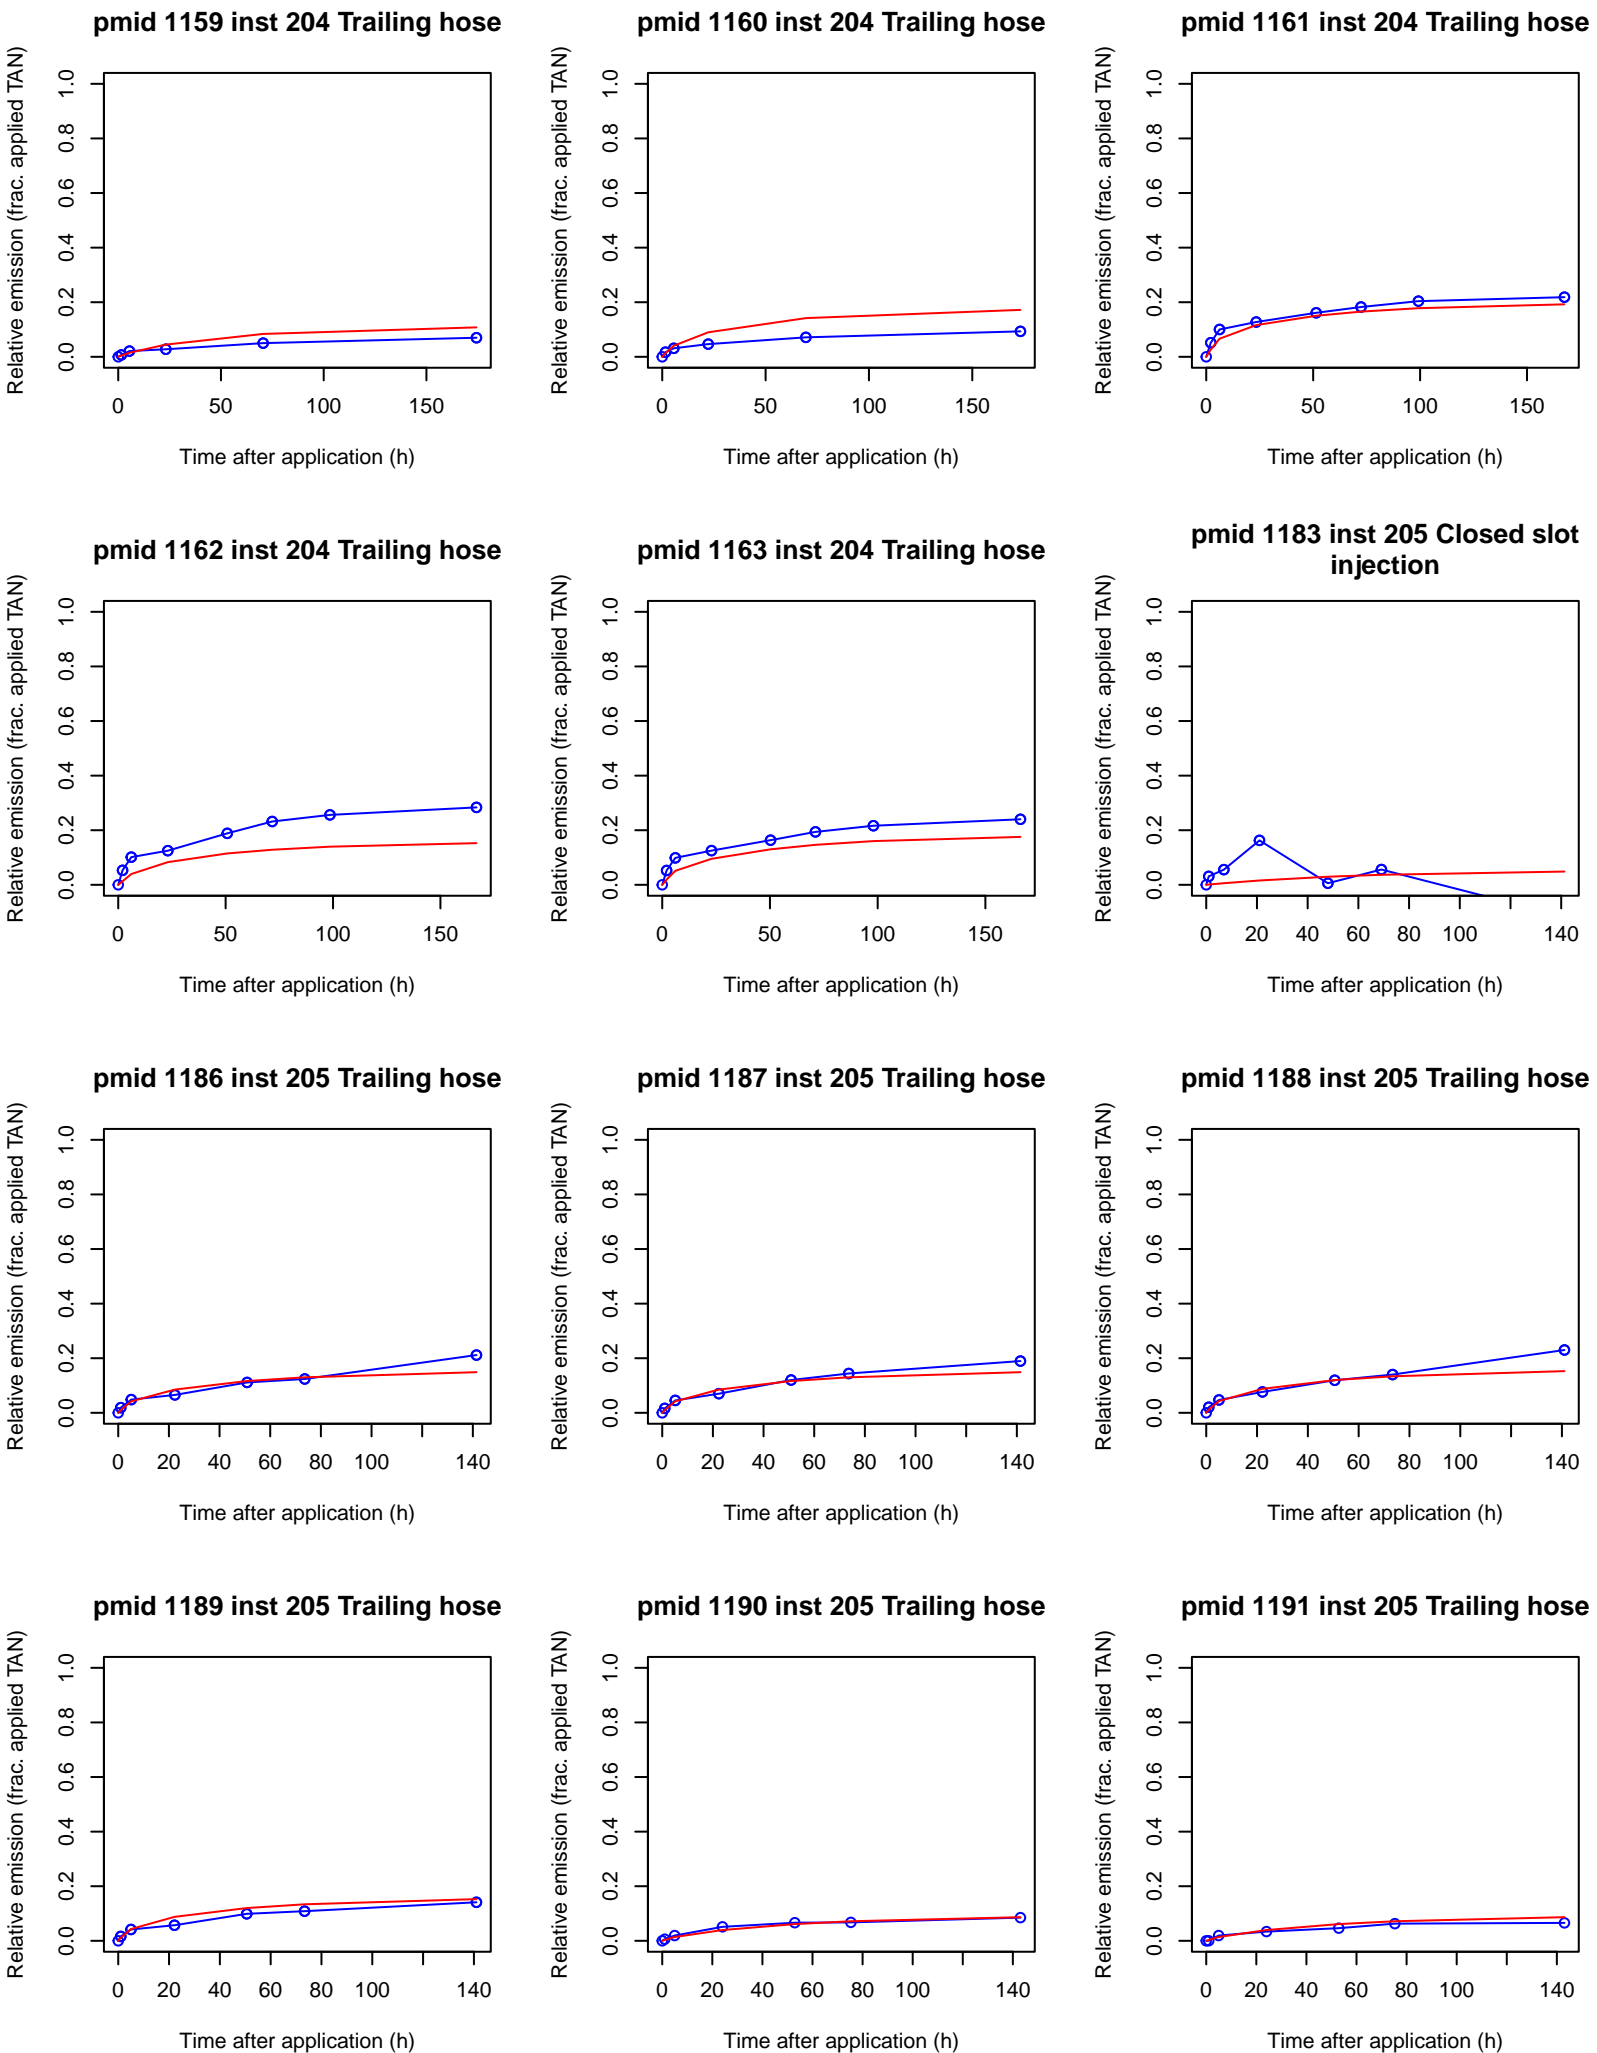 pmid 1159 inst 204 Trailing hose
Relative emission (frac. applied TAN)
0.0 0.2 0.4 0.6 0.8 1.0
0 50 100 150
Time after application (h)
pmid 1160 inst 204 Trailing hose
Relative emission (frac. applied TAN)
0.0 0.2 0.4 0.6 0.8 1.0
0 50 100 150
Time after application (h)
pmid 1161 inst 204 Trailing hose
Relative emission (frac. applied TAN)
0.0 0.2 0.4 0.6 0.8 1.0
0 50 100 150
Time after application (h)
pmid 1162 inst 204 Trailing hose
Relative emission (frac. applied TAN)
0.0 0.2 0.4 0.6 0.8 1.0
0 50 100 150
Time after application (h)
pmid 1163 inst 204 Trailing hose
Relative emission (frac. applied TAN)
0.0 0.2 0.4 0.6 0.8 1.0
0 50 100 150
Time after application (h)
pmid 1183 inst 205 Closed slot
injection
Relative emission (frac. applied TAN)
0.0 0.2 0.4 0.6 0.8 1.0
0 20 40 60 80 100 140
Time after application (h)
pmid 1186 inst 205 Trailing hose
Relative emission (frac. applied TAN)
0.0 0.2 0.4 0.6 0.8 1.0
0 20 40 60 80 100 140
Time after application (h)
pmid 1187 inst 205 Trailing hose
Relative emission (frac. applied TAN)
0.0 0.2 0.4 0.6 0.8 1.0
0 20 40 60 80 100 140
Time after application (h)
pmid 1188 inst 205 Trailing hose
Relative emission (frac. applied TAN)
0.0 0.2 0.4 0.6 0.8 1.0
0 20 40 60 80 100 140
Time after application (h)
pmid 1189 inst 205 Trailing hose
Relative emission (frac. applied TAN)
0.0 0.2 0.4 0.6 0.8 1.0
0 20 40 60 80 100 140
Time after application (h)
pmid 1190 inst 205 Trailing hose
Relative emission (frac. applied TAN)
0.0 0.2 0.4 0.6 0.8 1.0
0 20 40 60 80 100 140
Time after application (h)
pmid 1191 inst 205 Trailing hose
Relative emission (frac. applied TAN)
0.0 0.2 0.4 0.6 0.8 1.0
0 20 40 60 80 100 140
Time after application (h)